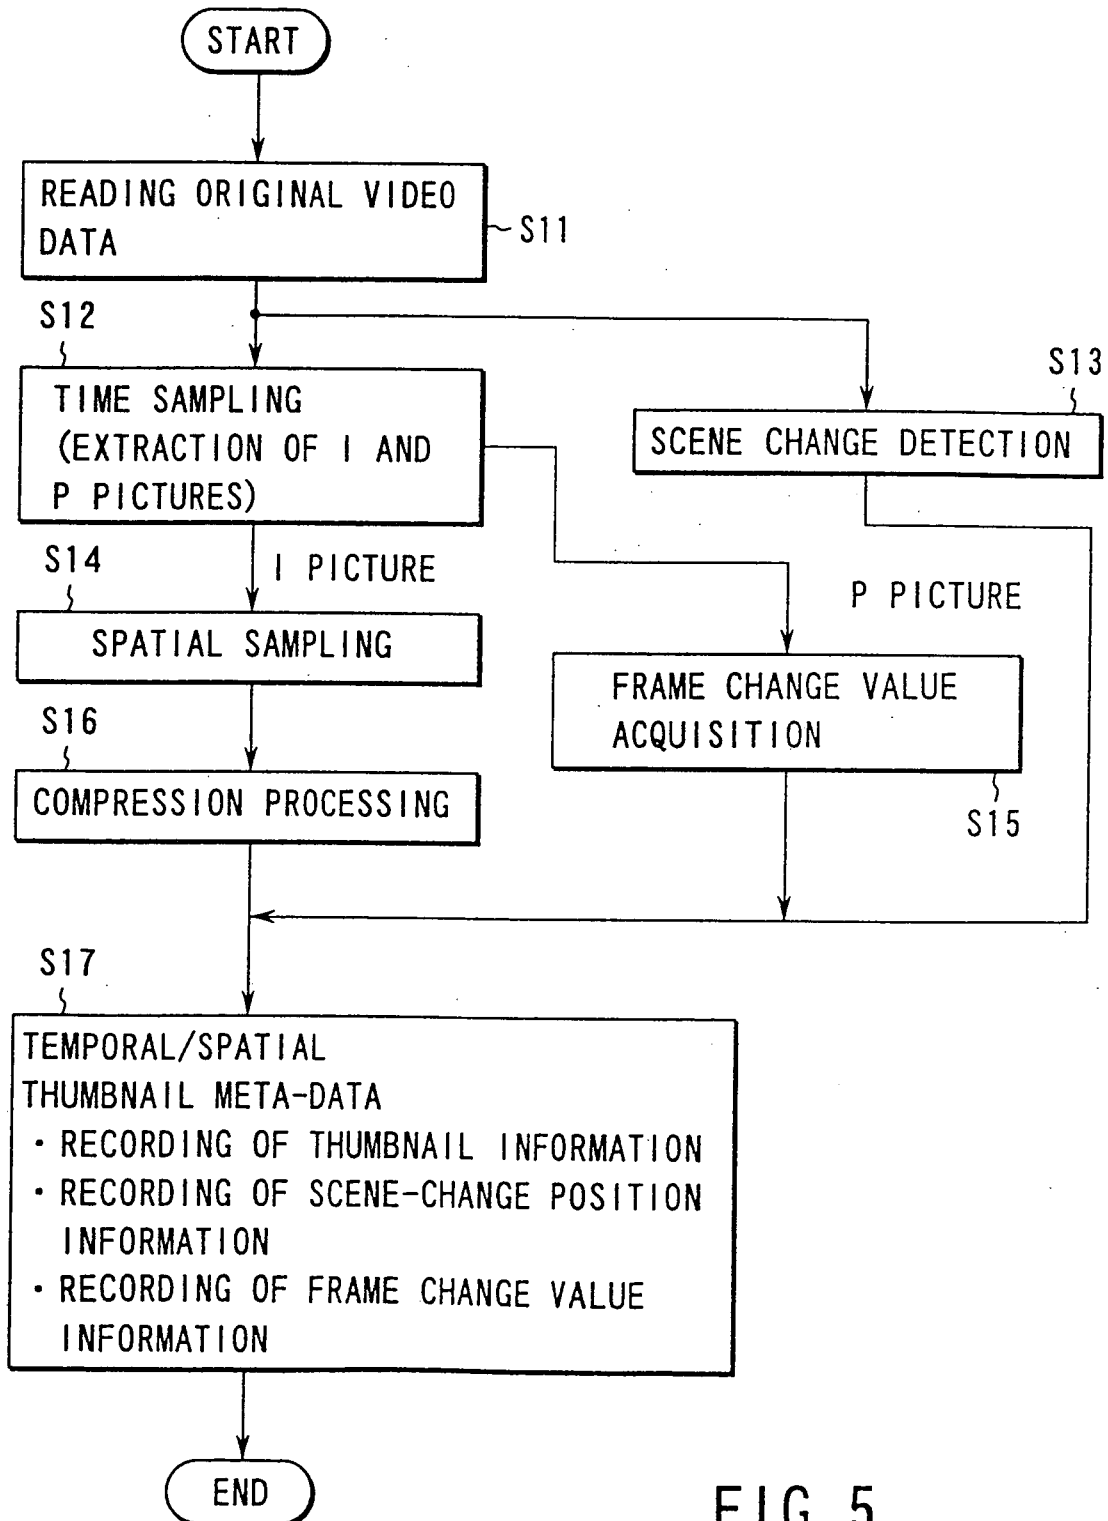 START
READING ORIGINAL VIDEO
DATA
S11
S12
TIME SAMPLING
(EXTRACTION OF I AND
P PICTURES)
S13
SCENE CHANGE DETECTION
I PICTURE
S14
SPATIAL SAMPLING
P PICTURE
FRAME CHANGE VALUE
ACQUISITION
S15
S16
COMPRESSION PROCESSING
S17
TEMPORAL/SPATIAL
THUMBNAIL META-DATA
· RECORDING OF THUMBNAIL INFORMATION
· RECORDING OF SCENE-CHANGE POSITION
INFORMATION
· RECORDING OF FRAME CHANGE VALUE
INFORMATION
END
FIG. 5